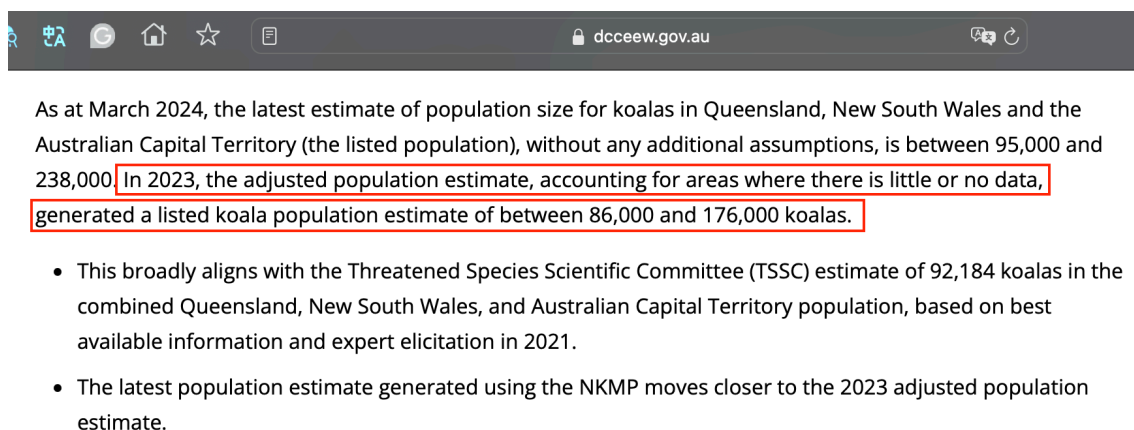 dcceew.gov.au
As at March 2024, the latest estimate of population size for koalas in Queensland, New South Wales and the
Australian Capital Territory (the listed population), without any additional assumptions, is between 95,000 and
238,000. In 2023, the adjusted population estimate, accounting for areas where there is little or no data,
generated a listed koala population estimate of between 86,000 and 176,000 koalas.
• This broadly aligns with the Threatened Species Scientific Committee (TSSC) estimate of 92,184 koalas in the
combined Queensland, New South Wales, and Australian Capital Territory population, based on best
available information and expert elicitation in 2021.
• The latest population estimate generated using the NKMP moves closer to the 2023 adjusted population
estimate.